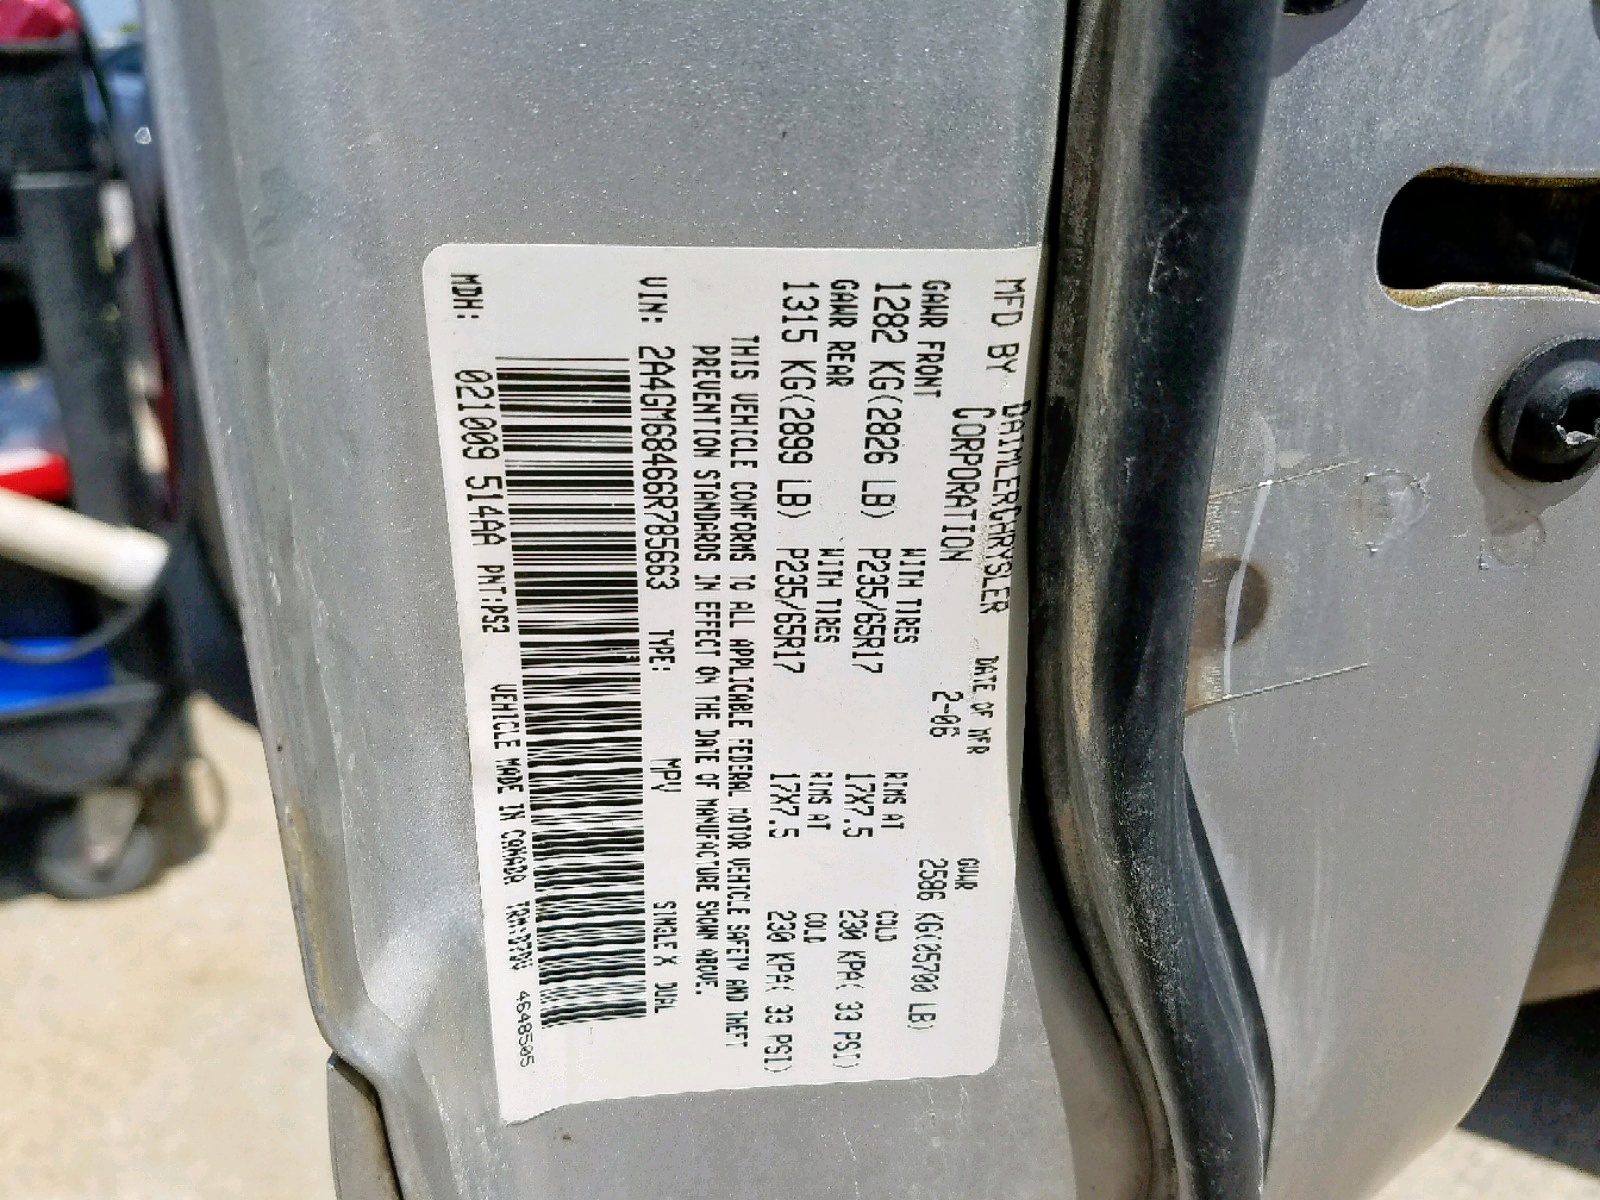 MFD BY DAIMLERCHRYSLER CORPORATION DATE OF MFR 2-06 GVWR 2586 KG(05700 LB)
GAWR FRONT WITH TIRES RIMS AT COLD
1282 KG(2826 LB) P235/65R17 17X7.5 230 KPA( 33 PSI)
GAWR REAR WITH TIRES RIMS AT COLD
1315 KG(2899 LB) P235/65R17 17X7.5 230 KPA( 33 PSI)
THIS VEHICLE CONFORMS TO ALL APPLICABLE FEDERAL MOTOR VEHICLE SAFETY AND THEFT
PREVENTION STANDARDS IN EFFECT ON THE DATE OF MANUFACTURE SHOWN ABOVE.
VIN: 2A4GM68466R785663 TYPE: MPV SINGLE X DUAL
MDH: 021009 514AA PNT:PS2 VEHICLE MADE IN CANADA 4648505